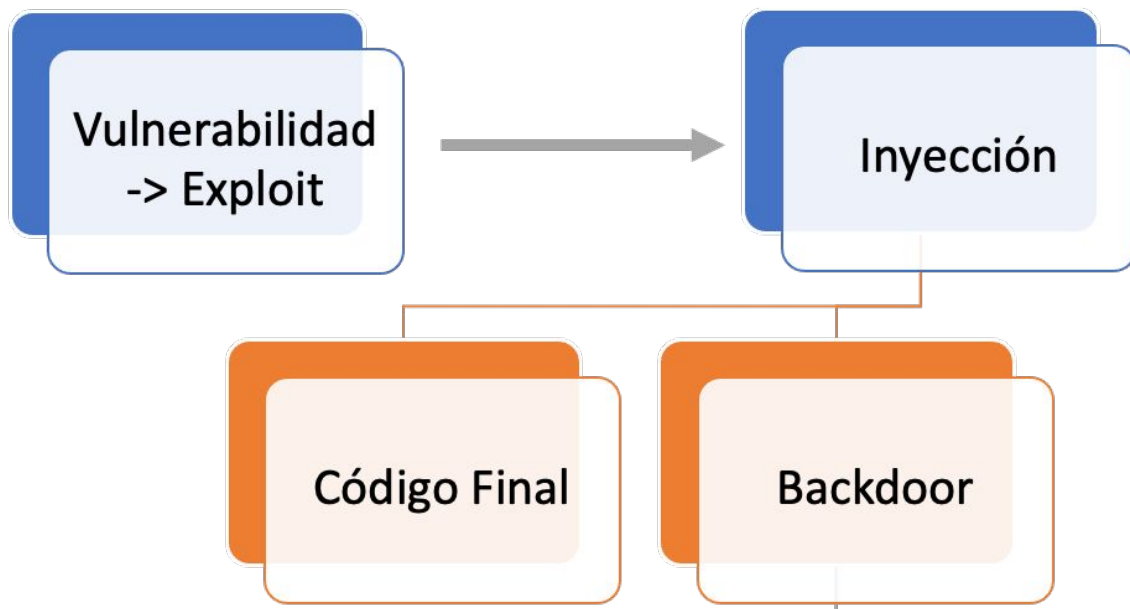 Vulnerabilidad
-> Exploit
Inyección
Código Final
Backdoor